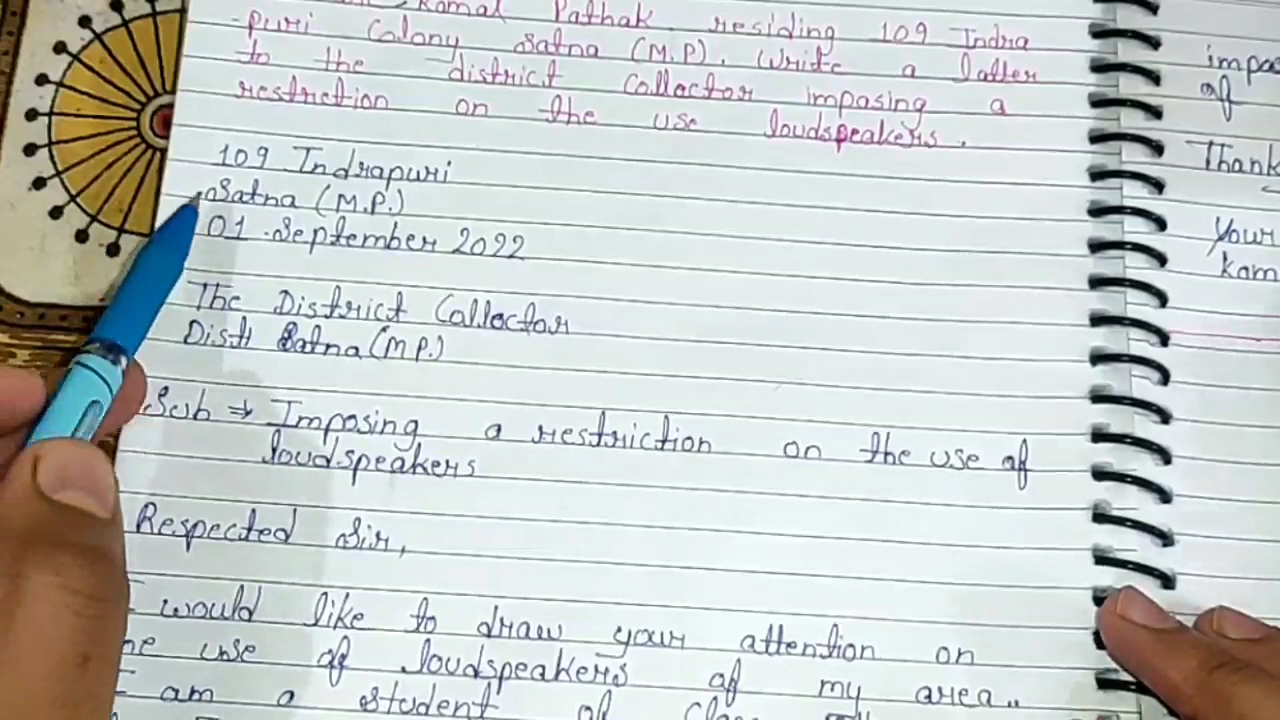 Kamal Pathak residing 109 Indra
-puri Colony Satna (M.P). Write a latter
to the district Collector imposing a
restriction on the use loudspeakers.
109 Indrapuri
Satna (M.P.)
01 September 2022
The District Collector
Distt Satna (M P.)
Sub ⇒ Imposing a restriction on the use of
loudspeakers
Respected Sir,
I would like to draw your attention on
use of loudspeakers of my area..
I am a student of
of
Thank
Your
Kam